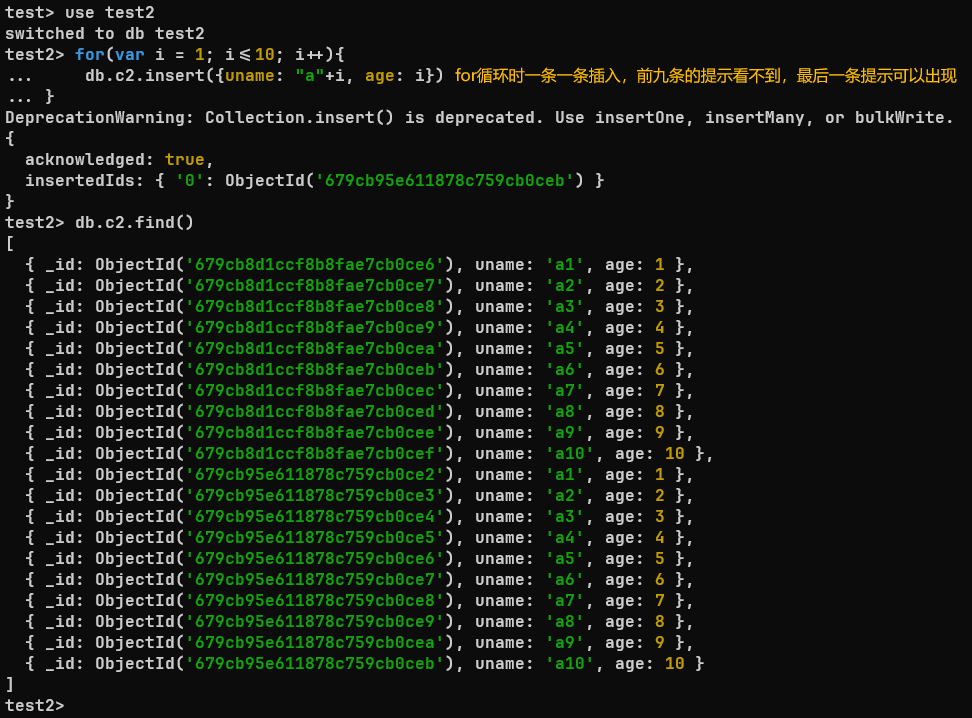 test> use test2
switched to db test2
test2> for(var i = 1; i<=10; i++){
...     db.c2.insert({uname: "a"+i, age: i}) for循环时一条一条插入，前九条的提示看不到，最后一条提示可以出现
... }
DeprecationWarning: Collection.insert() is deprecated. Use insertOne, insertMany, or bulkWrite.
{
  acknowledged: true,
  insertedIds: { '0': ObjectId('679cb95e611878c759cb0ceb') }
}
test2> db.c2.find()
[
  { _id: ObjectId('679cb8d1ccf8b8fae7cb0ce6'), uname: 'a1', age: 1 },
  { _id: ObjectId('679cb8d1ccf8b8fae7cb0ce7'), uname: 'a2', age: 2 },
  { _id: ObjectId('679cb8d1ccf8b8fae7cb0ce8'), uname: 'a3', age: 3 },
  { _id: ObjectId('679cb8d1ccf8b8fae7cb0ce9'), uname: 'a4', age: 4 },
  { _id: ObjectId('679cb8d1ccf8b8fae7cb0cea'), uname: 'a5', age: 5 },
  { _id: ObjectId('679cb8d1ccf8b8fae7cb0ceb'), uname: 'a6', age: 6 },
  { _id: ObjectId('679cb8d1ccf8b8fae7cb0cec'), uname: 'a7', age: 7 },
  { _id: ObjectId('679cb8d1ccf8b8fae7cb0ced'), uname: 'a8', age: 8 },
  { _id: ObjectId('679cb8d1ccf8b8fae7cb0cee'), uname: 'a9', age: 9 },
  { _id: ObjectId('679cb8d1ccf8b8fae7cb0cef'), uname: 'a10', age: 10 },
  { _id: ObjectId('679cb95e611878c759cb0ce2'), uname: 'a1', age: 1 },
  { _id: ObjectId('679cb95e611878c759cb0ce3'), uname: 'a2', age: 2 },
  { _id: ObjectId('679cb95e611878c759cb0ce4'), uname: 'a3', age: 3 },
  { _id: ObjectId('679cb95e611878c759cb0ce5'), uname: 'a4', age: 4 },
  { _id: ObjectId('679cb95e611878c759cb0ce6'), uname: 'a5', age: 5 },
  { _id: ObjectId('679cb95e611878c759cb0ce7'), uname: 'a6', age: 6 },
  { _id: ObjectId('679cb95e611878c759cb0ce8'), uname: 'a7', age: 7 },
  { _id: ObjectId('679cb95e611878c759cb0ce9'), uname: 'a8', age: 8 },
  { _id: ObjectId('679cb95e611878c759cb0cea'), uname: 'a9', age: 9 },
  { _id: ObjectId('679cb95e611878c759cb0ceb'), uname: 'a10', age: 10 }
]
test2>